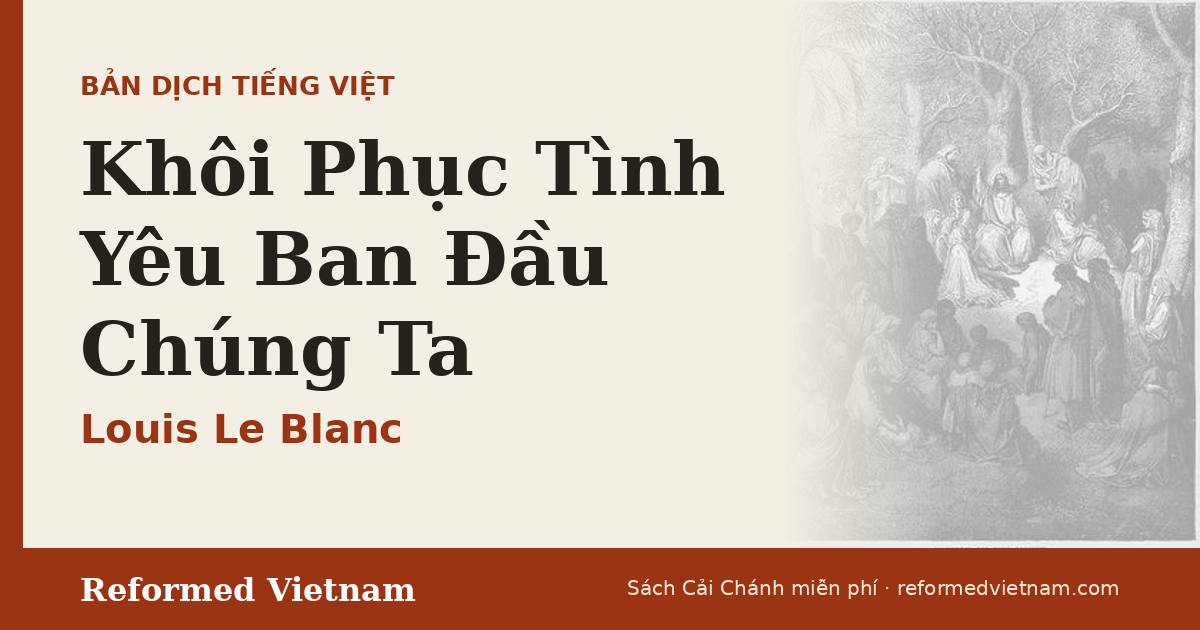 BẢN DỊCH TIẾNG VIỆT
Khôi Phục Tình
Yêu Ban Đầu
Chúng Ta
Louis Le Blanc
Reformed Vietnam
Sách Cải Chánh miễn phí · reformedvietnam.com